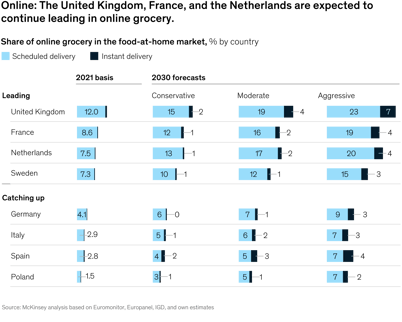 Online: The United Kingdom, France, and the Netherlands are expected to
continue leading in online grocery.
Share of online grocery in the food-at-home market, % by country
Scheduled delivery Instant delivery
2021 basis 2030 forecasts
Leading Conservative Moderate Aggressive
United Kingdom 12.0 15 2 19 4 23 7
France 8.6 12 1 16 2 19 4
Netherlands 7.5 13 1 17 2 20 4
Sweden 7.3 10 1 12 1 15 3
Catching up
Germany 4.1 6 0 7 1 9 3
Italy 2.9 5 1 6 2 7 3
Spain 2.8 4 2 5 3 7 4
Poland 1.5 3 1 5 1 7 2
Source: McKinsey analysis based on Euromonitor, Europanel, IGD, and own estimates